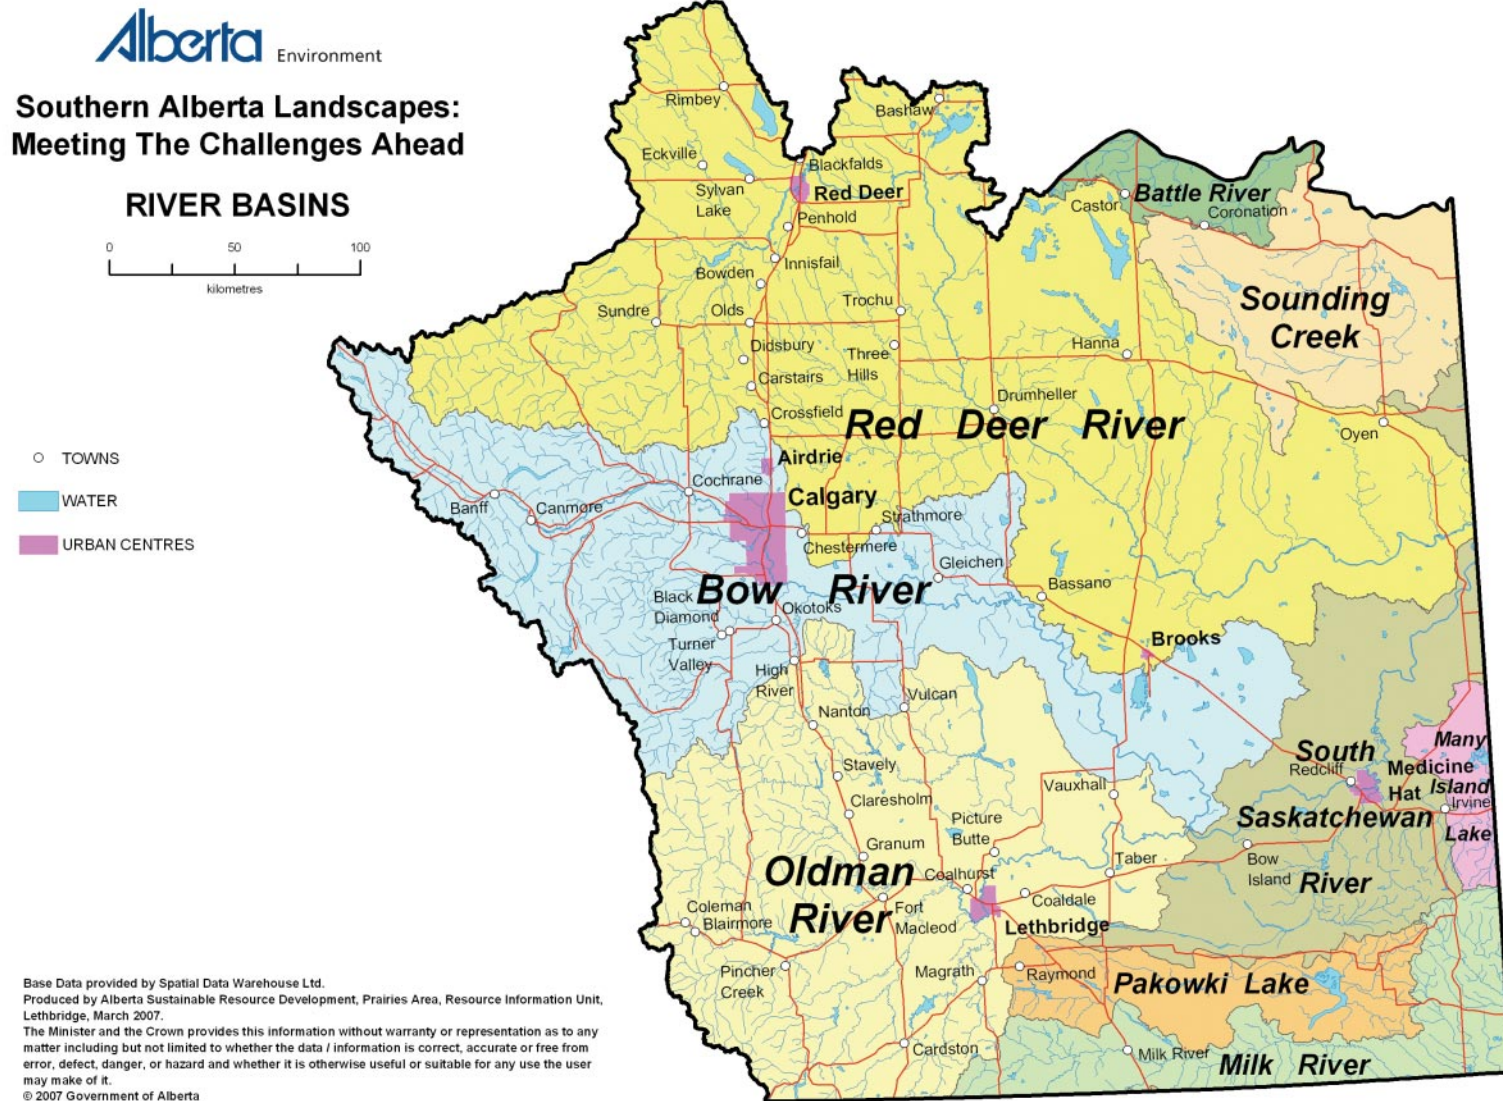 Alberta Environment
Southern Alberta Landscapes:
Meeting The Challenges Ahead
RIVER BASINS
0 50 100
kilometres
TOWNS
WATER
URBAN CENTRES
Rimbey
Bashaw
Eckville
Blackfalds
Sylvan
Lake
Red Deer
Penhold
Castor
Battle River
Coronation
Innisfail
Bowden
Sundre
Olds
Trochu
Sounding
Creek
Didsbury
Three
Hills
Hanna
Carstairs
Drumheller
Crossfield
Red Deer River
Oyen
Airdrie
Cochrane
Calgary
Banff
Canmore
Strathmore
Chestermere
Gleichen
Bassano
Bow River
Black
Diamond
Okotoks
Turner
Valley
Brooks
High
River
Vulcan
Nanton
Stavely
Vauxhall
South
Saskatchewan
River
Redcliff
Medicine
Hat
Many
Island
Lake
Irvine
Claresholm
Picture
Butte
Granum
Taber
Bow
Island
Oldman
River
Coalhurst
Coaldale
Fort
Macleod
Lethbridge
Coleman
Blairmore
Pincher
Creek
Magrath
Raymond
Pakowki Lake
Cardston
Milk River
Milk River
Base Data provided by Spatial Data Warehouse Ltd.
Produced by Alberta Sustainable Resource Development, Prairies Area, Resource Information Unit,
Lethbridge, March 2007.
The Minister and the Crown provides this information without warranty or representation as to any
matter including but not limited to whether the data / information is correct, accurate or free from
error, defect, danger, or hazard and whether it is otherwise useful or suitable for any use the user
may make of it.
© 2007 Government of Alberta